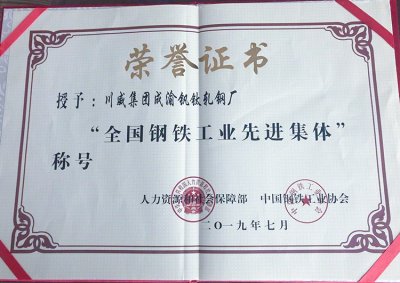 荣誉证书
授予：川威集团成渝钒钛轧钢厂
“全国钢铁工业先进集体”
称号
人力资源和社会保障部 中国钢铁工业协会
二〇一九年七月